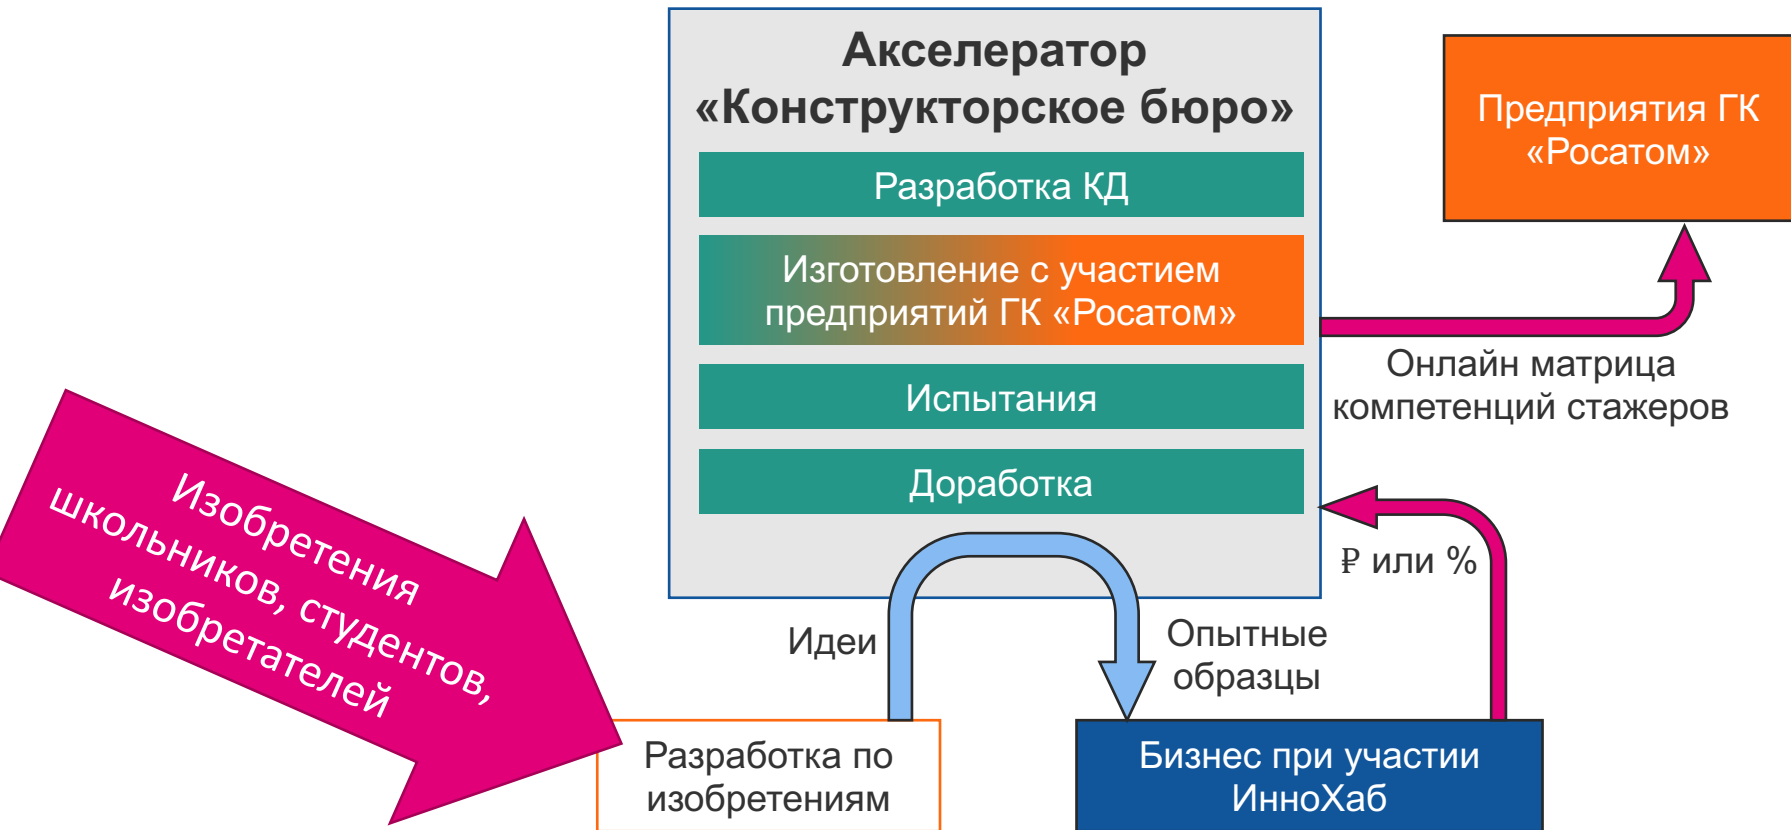 Акселератор
«Конструкторское бюро»
Разработка КД
Изготовление с участием
предприятий ГК «Росатом»
Испытания
Доработка
Предприятия ГК
«Росатом»
Онлайн матрица
компетенций стажеров
₽ или %
Изобретения
школьников, студентов,
изобретателей
Идеи
Опытные
образцы
Разработка по
изобретениям
Бизнес при участии
ИнноХаб